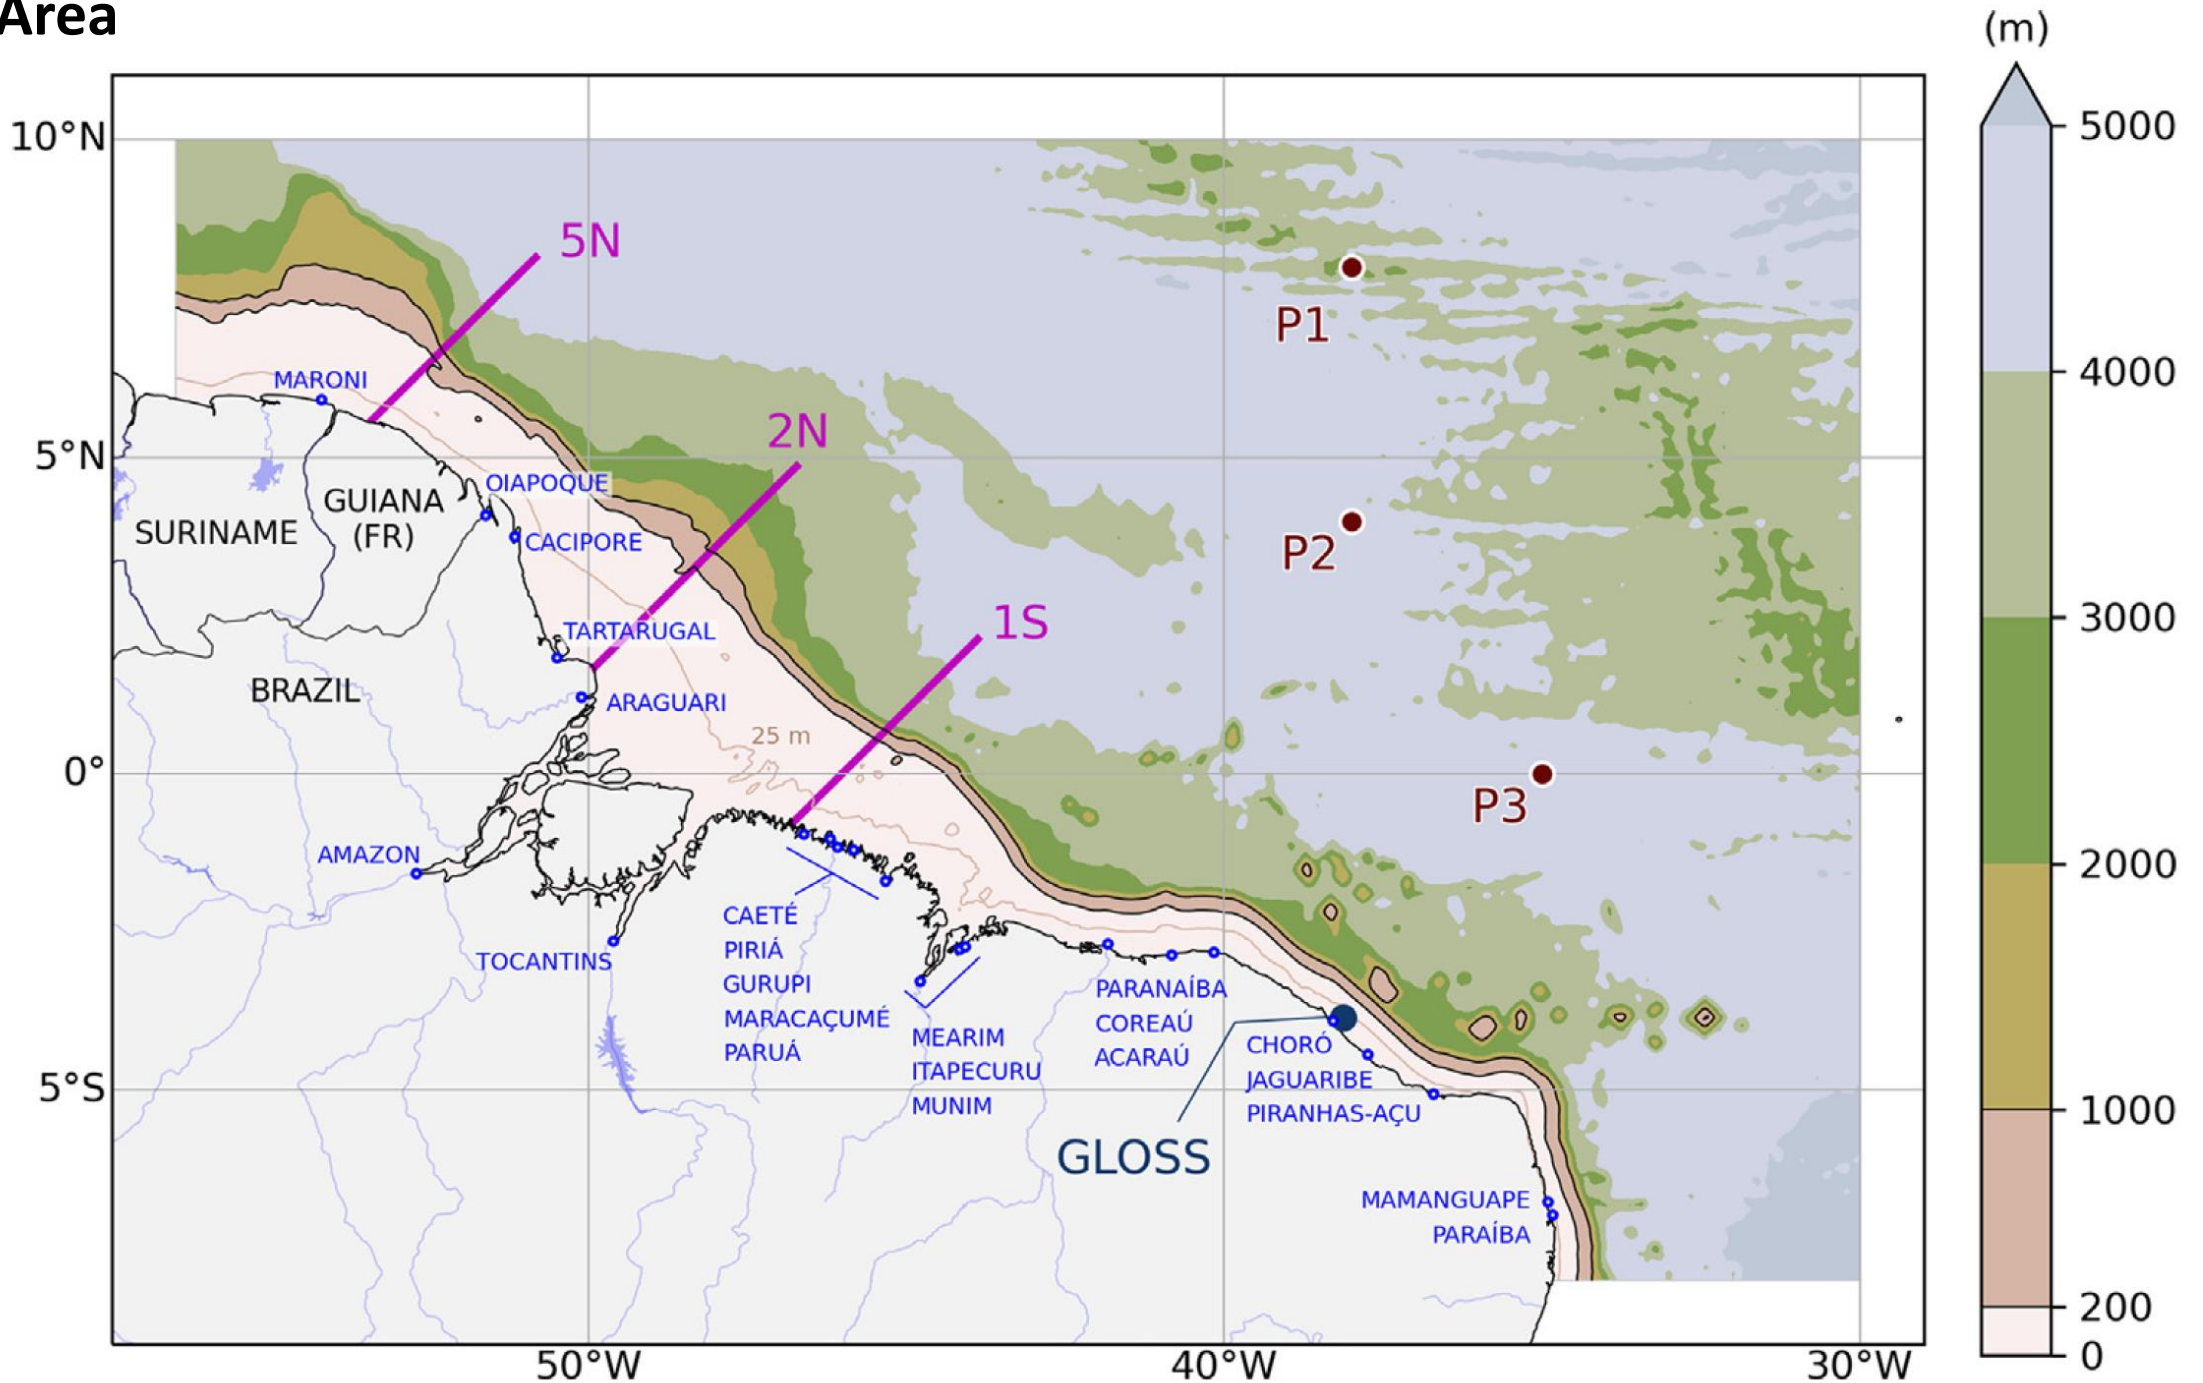 Area
(m)
10°N
5°N
0°
5°S
50°W
40°W
30°W
5000
4000
3000
2000
1000
200
0
5N
2N
1S
P1
P2
P3
MARONI
OIAPOQUE
CACIPORE
SURINAME
GUIANA
(FR)
BRAZIL
TARTARUGAL
ARAGUARI
25 m
AMAZON
TOCANTINS
CAETÉ
PIRIÁ
GURUPI
MARACAÇUMÉ
PARUÁ
MEARIM
ITAPECURU
MUNIM
PARANAÍBA
COREAÚ
ACARAÚ
CHORÓ
JAGUARIBE
PIRANHAS-AÇU
GLOSS
MAMANGUAPE
PARAÍBA